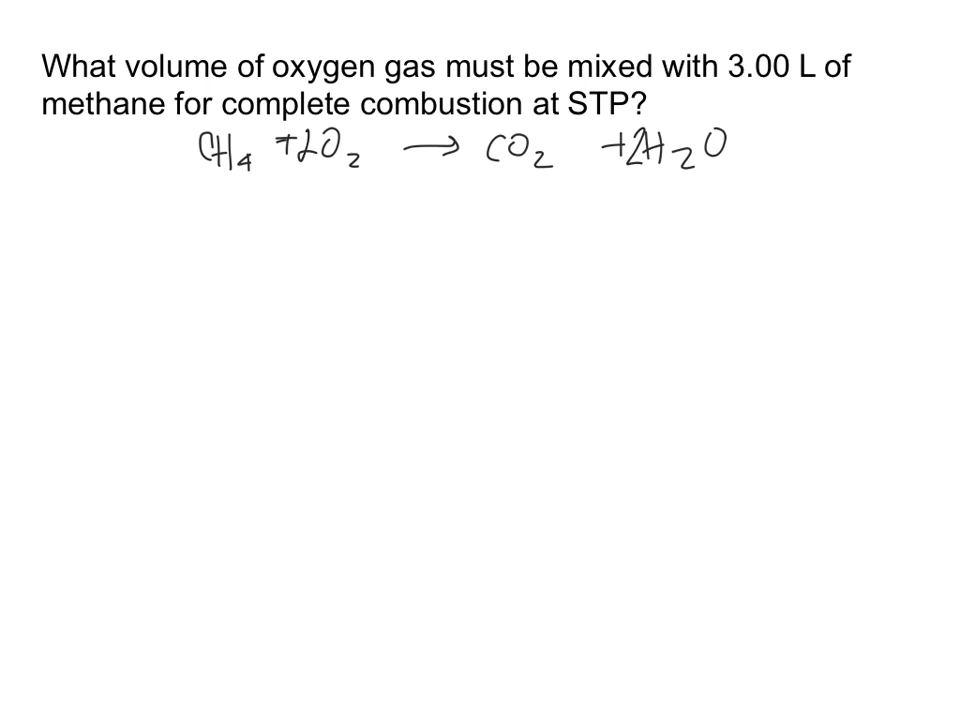 What volume of oxygen gas must be mixed with 3.00 L of
methane for complete combustion at STP?
CH₄ +2O₂ → CO₂ +2H₂O